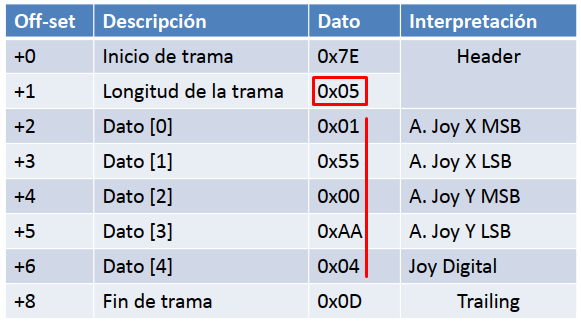 Off-set Descripción Dato Interpretación
+0 Inicio de trama 0x7E Header
+1 Longitud de la trama 0x05
+2 Dato [0] 0x01 A. Joy X MSB
+3 Dato [1] 0x55 A. Joy X LSB
+4 Dato [2] 0x00 A. Joy Y MSB
+5 Dato [3] 0xAA A. Joy Y LSB
+6 Dato [4] 0x04 Joy Digital
+8 Fin de trama 0x0D Trailing